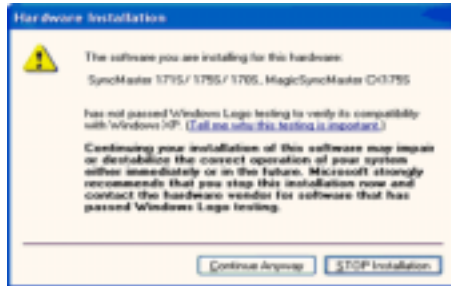 Hardware Installation
The software you are installing for this hardware:
SyncMaster 171S/ 175S/ 170S, MagicSyncMaster CX175S
has not passed Windows Logo testing to verify its compatibility
with Windows XP. (Tell me why this testing is important.)
Continuing your installation of this software may impair
or destabilize the correct operation of your system
either immediately or in the future. Microsoft strongly
recommends that you stop this installation now and
contact the hardware vendor for software that has
passed Windows Logo testing.
Continue Anyway
STOP Installation